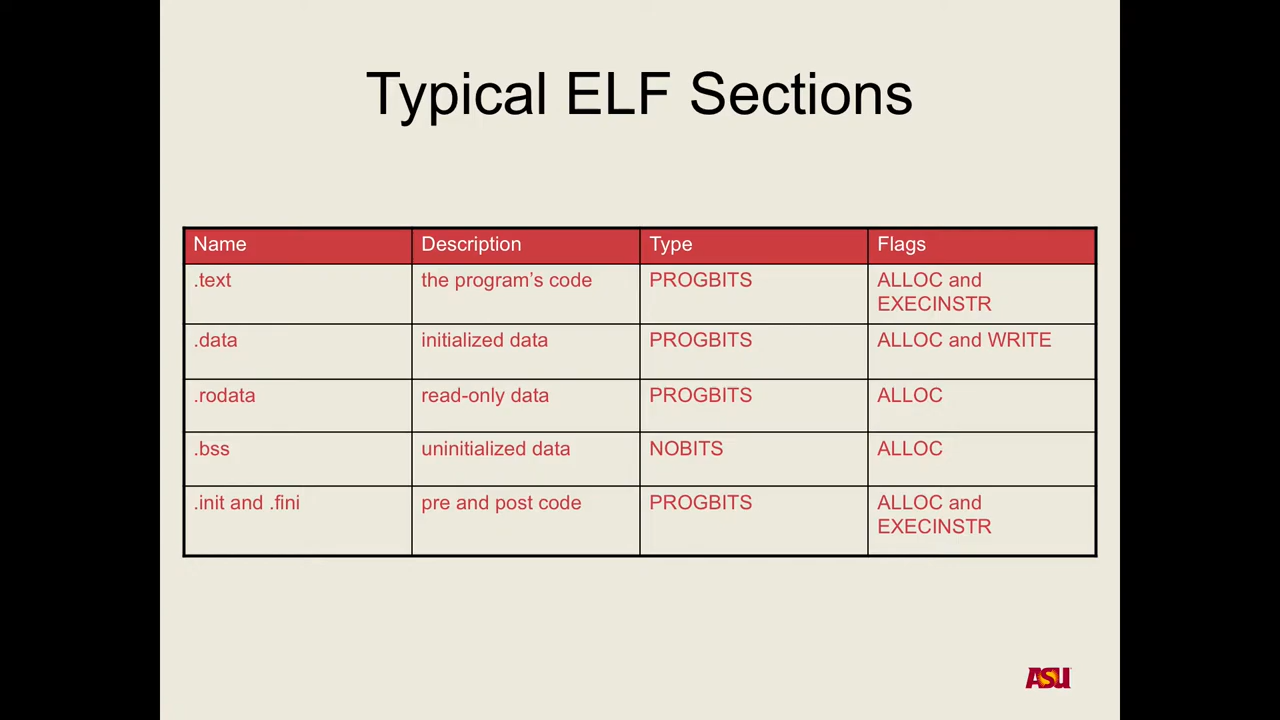 Typical ELF Sections
Name Description Type Flags
.text the program's code PROGBITS ALLOC and
EXECINSTR
.data initialized data PROGBITS ALLOC and WRITE
.rodata read-only data PROGBITS ALLOC
.bss uninitialized data NOBITS ALLOC
.init and .fini pre and post code PROGBITS ALLOC and
EXECINSTR
ASU